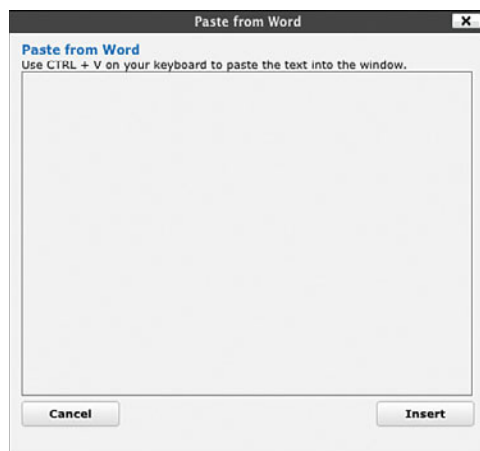 Paste from Word
X
Paste from Word
Use CTRL + V on your keyboard to paste the text into the window.
Cancel
Insert